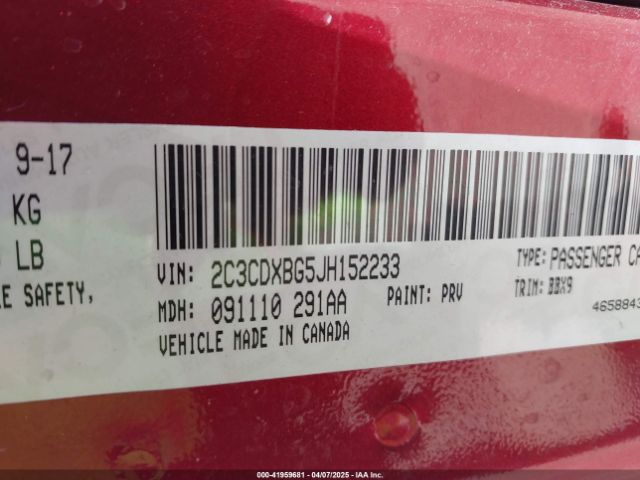 9-17
KG
LB
E SAFETY,
VIN: 2C3CDXBG5JH152233
TYPE: PASSENGER CA
MDH: 091110 291AA
PAINT: PRV
TRIM: BBX9
VEHICLE MADE IN CANADA
4658843
000-41959681 - 04/07/2025 - IAA Inc.